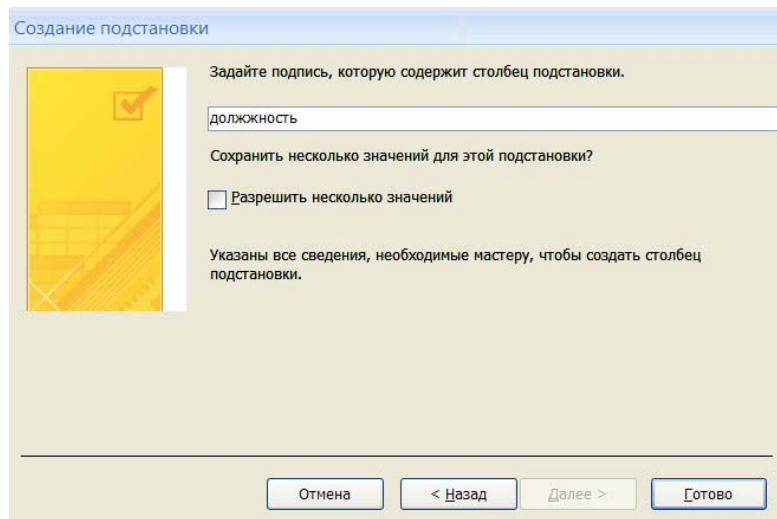 Создание подстановки
Задайте подпись, которую содержит столбец подстановки.
должжность
Сохранить несколько значений для этой подстановки?
Разрешить несколько значений
Указаны все сведения, необходимые мастеру, чтобы создать столбец
подстановки.
Отмена
< Назад
Далее >
Готово